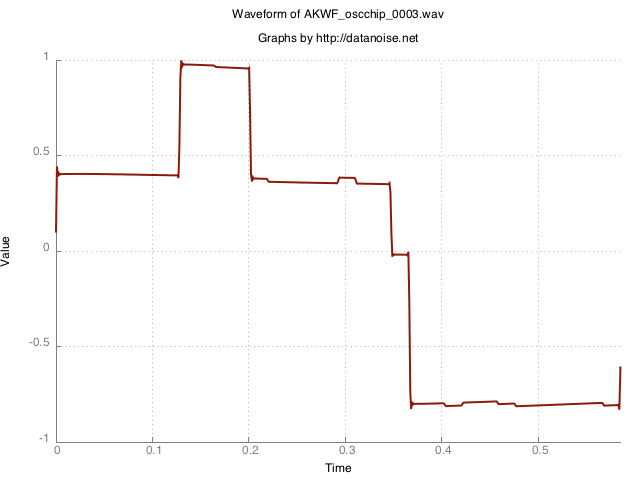 Waveform of AKWF_oscchip_0003.wav
Graphs by http://datanoise.net
1
0.5
0
-0.5
-1
Value
0 0.1 0.2 0.3 0.4 0.5
Time